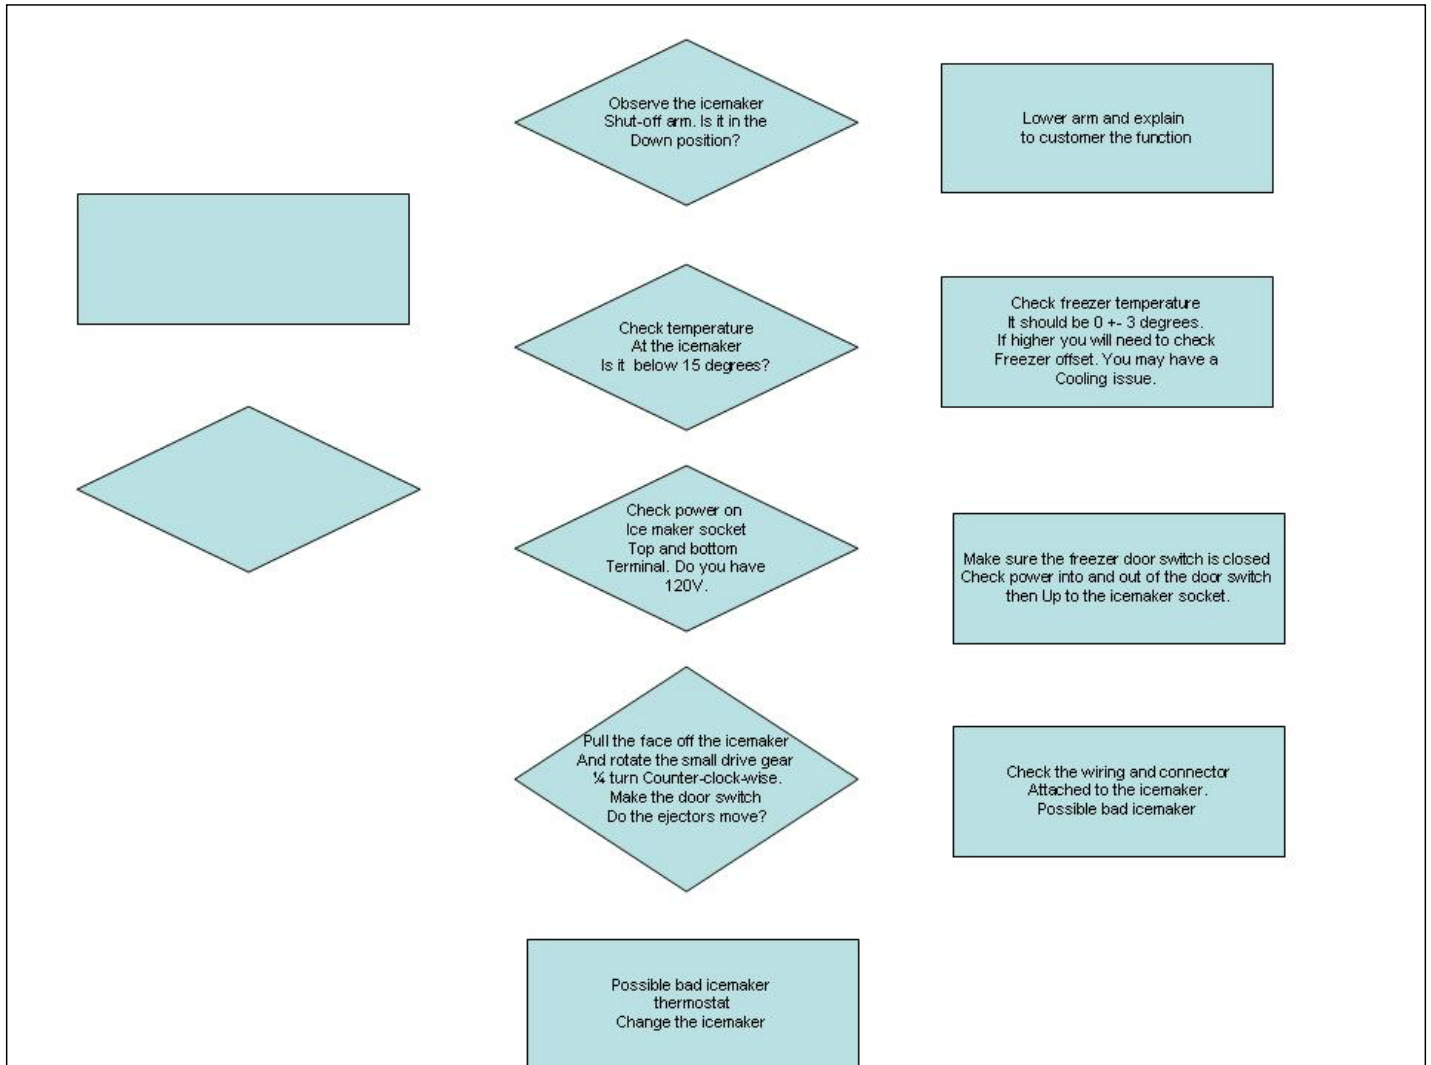 Observe the icemaker
Shut-off arm. Is it in the
Down position?
Lower arm and explain
to customer the function
Check temperature
At the icemaker
Is it below 15 degrees?
Check freezer temperature
It should be 0 +- 3 degrees.
If higher you will need to check
Freezer offset. You may have a
Cooling issue.
Check power on
Ice maker socket
Top and bottom
Terminal. Do you have
120V.
Make sure the freezer door switch is closed
Check power into and out of the door switch
then Up to the icemaker socket.
Pull the face off the icemaker
And rotate the small drive gear
¼ turn Counter-clock-wise.
Make the door switch
Do the ejectors move?
Check the wiring and connector
Attached to the icemaker.
Possible bad icemaker
Possible bad icemaker
thermostat
Change the icemaker